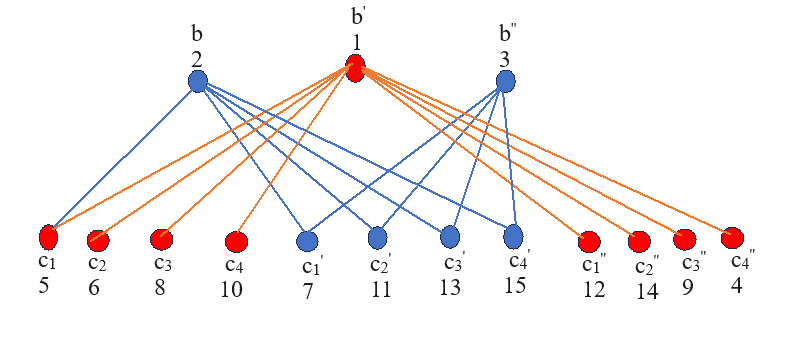 b b' b"
2 1 3
c₁ c₂ c₃ c₄ c₁' c₂' c₃' c₄' c₁" c₂" c₃" c₄"
5 6 8 10 7 11 13 15 12 14 9 4